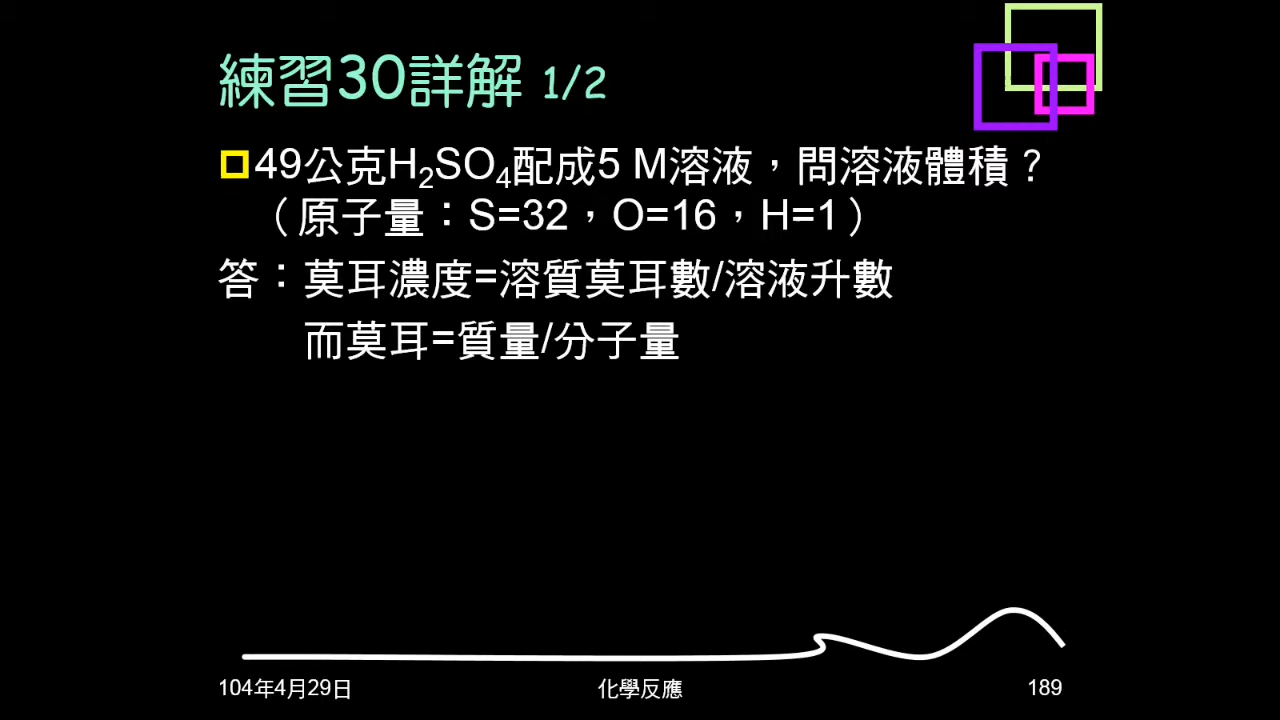 練習30詳解 1/2
49公克H₂SO₄配成5 M溶液，問溶液體積？
（原子量：S=32，O=16，H=1）
答：莫耳濃度=溶質莫耳數/溶液升數
而莫耳=質量/分子量
104年4月29日 化學反應 189